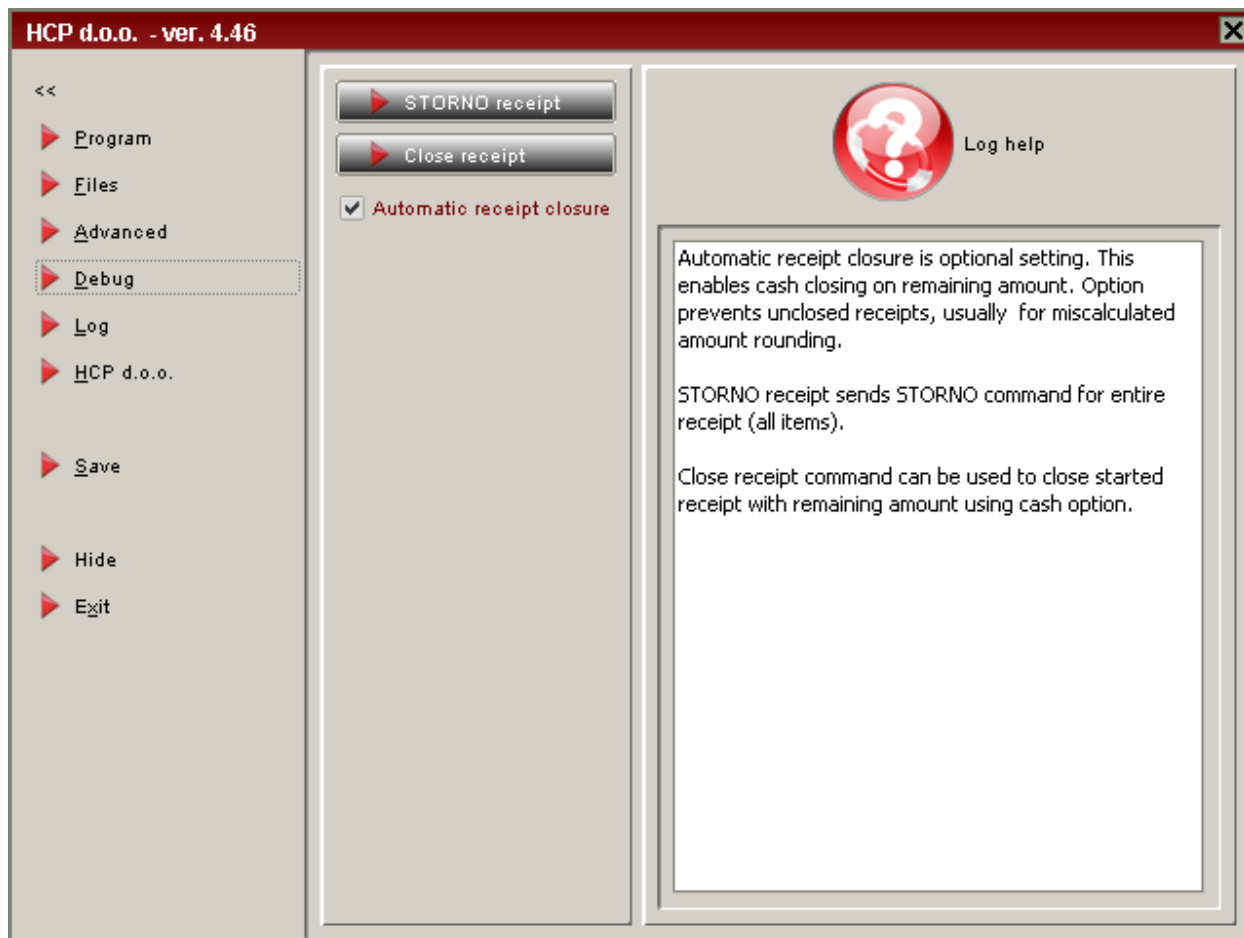 HCP d.o.o. - ver. 4.46
<<
Program
Files
Advanced
Debug
Log
HCP d.o.o.
Save
Hide
Exit
STORNO receipt
Close receipt
Automatic receipt closure
Log help
Automatic receipt closure is optional setting. This
enables cash closing on remaining amount. Option
prevents unclosed receipts, usually for miscalculated
amount rounding.
STORNO receipt sends STORNO command for entire
receipt (all items).
Close receipt command can be used to close started
receipt with remaining amount using cash option.